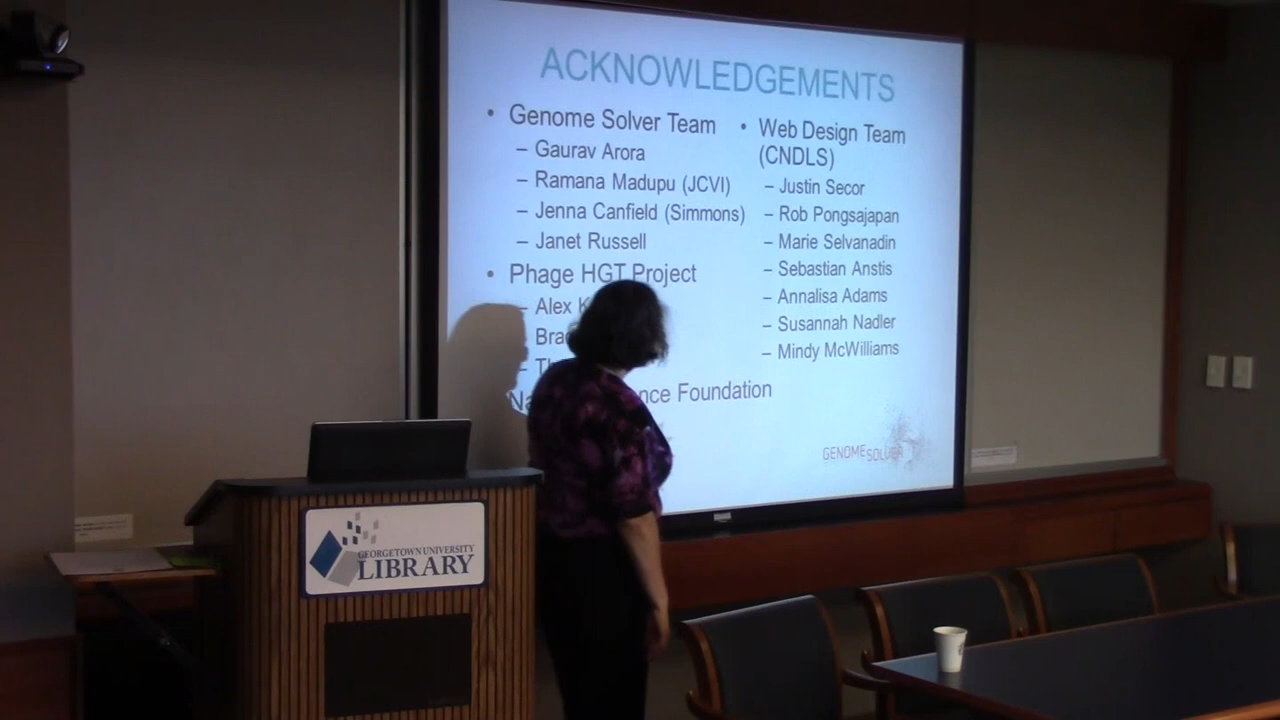 ACKNOWLEDGEMENTS
• Genome Solver Team
– Gaurav Arora
– Ramana Madupu (JCVI)
– Jenna Canfield (Simmons)
– Janet Russell
• Phage HGT Project
– Alex
• Web Design Team
(CNDLS)
– Justin Secor
– Rob Pongsajapan
– Marie Selvanadin
– Sebastian Anstis
– Annalisa Adams
– Susannah Nadler
– Mindy McWilliams
Foundation
GENOME SOLVER
GEORGETOWN UNIVERSITY
LIBRARY